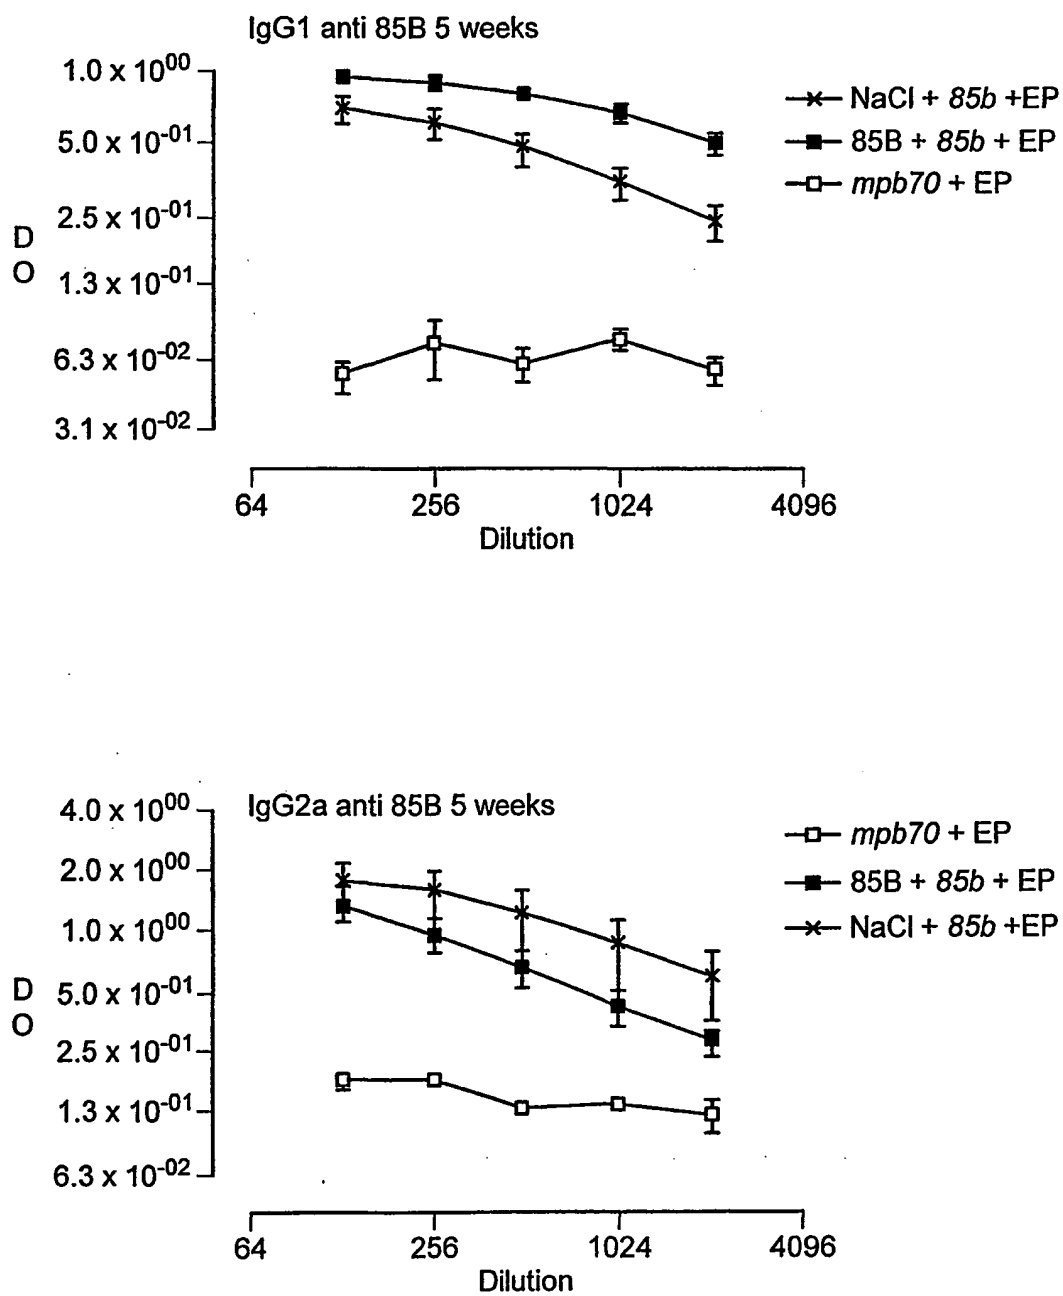 IgG1 anti 85B 5 weeks
1.0 x 10^00
5.0 x 10^-01
2.5 x 10^-01
1.3 x 10^-01
6.3 x 10^-02
3.1 x 10^-02
D
O
NaCl + 85b +EP
85B + 85b + EP
mpb70 + EP
64 256 1024 4096
Dilution
IgG2a anti 85B 5 weeks
4.0 x 10^00
2.0 x 10^00
1.0 x 10^00
5.0 x 10^-01
2.5 x 10^-01
1.3 x 10^-01
6.3 x 10^-02
D
O
mpb70 + EP
85B + 85b + EP
NaCl + 85b +EP
64 256 1024 4096
Dilution